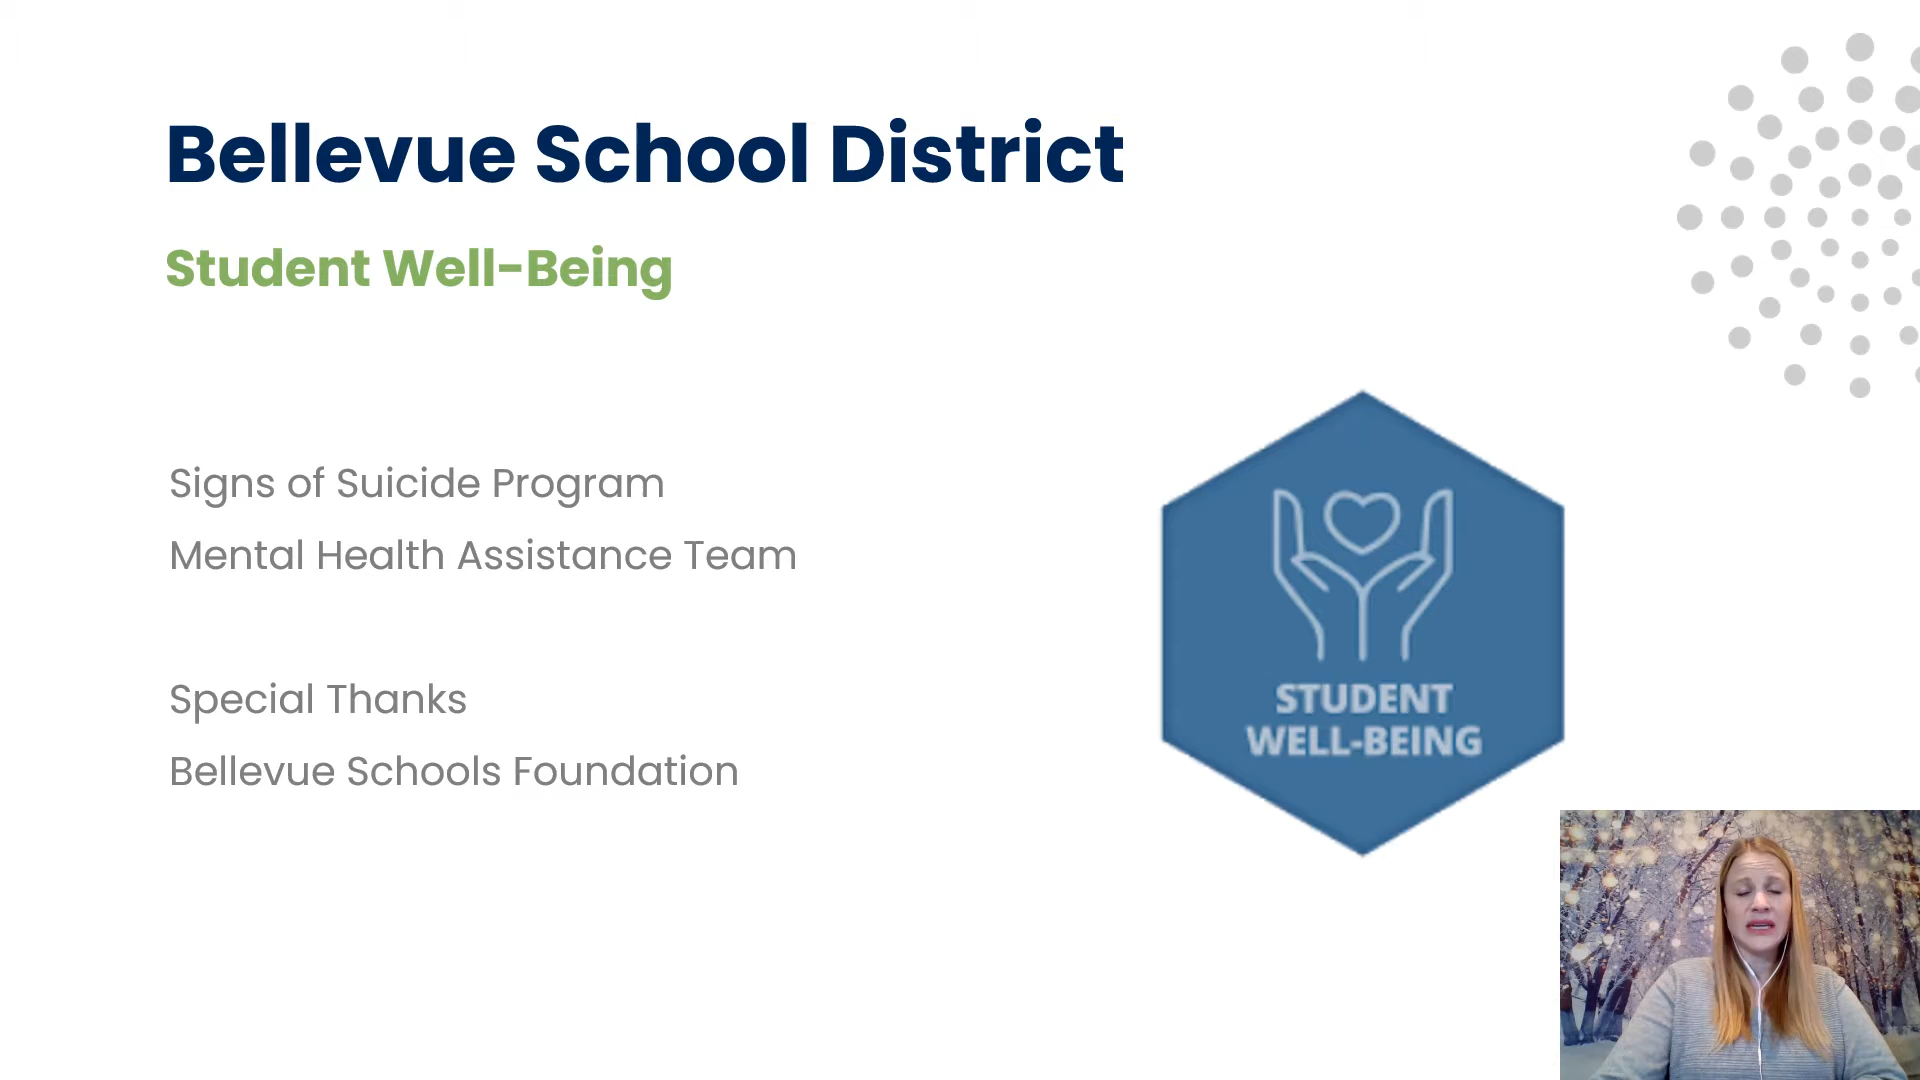 Bellevue School District
Student Well-Being
Signs of Suicide Program
Mental Health Assistance Team
Special Thanks
Bellevue Schools Foundation
STUDENT
WELL-BEING